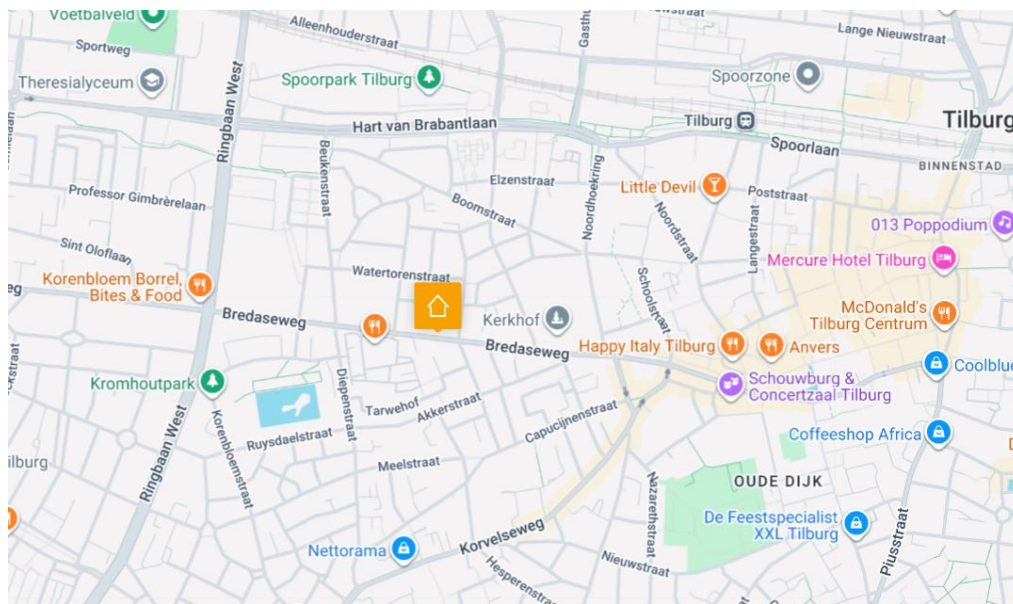 Voetbalveld
Sportweg
Theresialyceum
Ringbaan West
Alleenhouderstraat
Spoorpark Tilburg
Hart van Brabantlaan
Spoorzone
Lange Nieuwstraat
Tilburg
Spoorlaan
Tilburg
BINNENSTAD
Beukenstraat
Elzenstraat
Boomstraat
Noordhoekring
Little Devil
Noordstraat
Poststraat
Langestraat
013 Poppodium
Mercure Hotel Tilburg
Professor Gimbrèrelaan
Sint Oloflaan
Korenbloem Borrel,
Bites & Food
Watertorenstraat
Schoolstraat
McDonald's
Tilburg Centrum
Bredaseweg
Kerkhof
Bredaseweg
Happy Italy Tilburg
Anvers
Schouwburg &
Concertzaal Tilburg
Kromhoutpark
Diepenstraat
Tarwehof
Akkerstraat
Capucijnenstraat
Coffeeshop Africa
Korenbloemstraat
Ruysdaelstraat
Ringbaan West
Meelstraat
OUDE DIJK
Nazarethstraat
De Feestspecialist
XXL Tilburg
Piusstraat
Nettorama
Korvelseweg
Nieuwstraat
Hesperenstraat